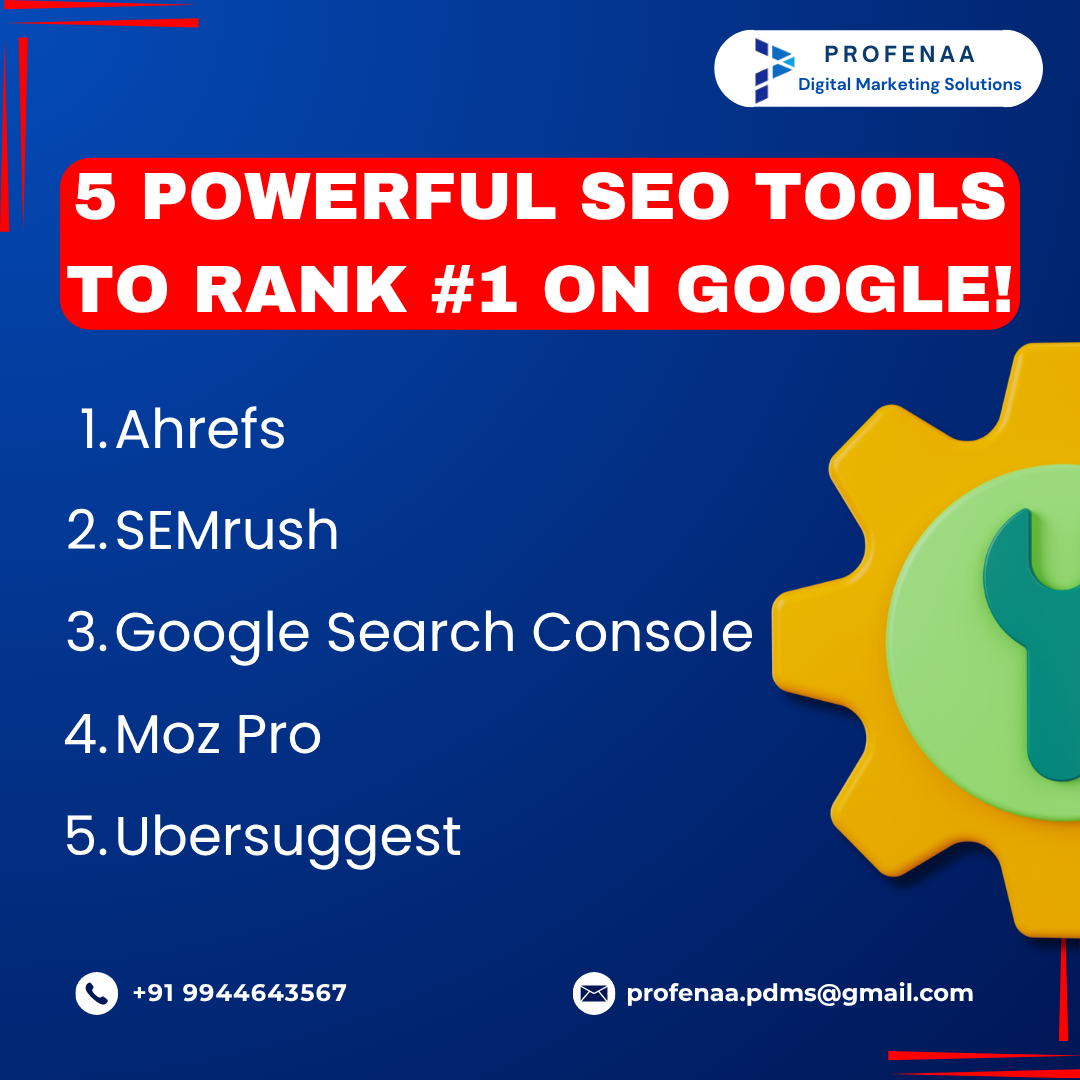 PROFENAA
Digital Marketing Solutions
5 POWERFUL SEO TOOLS
TO RANK #1 ON GOOGLE!
1. Ahrefs
2. SEMrush
3. Google Search Console
4. Moz Pro
5. Ubersuggest
+91 9944643567
profenaa.pdms@gmail.com